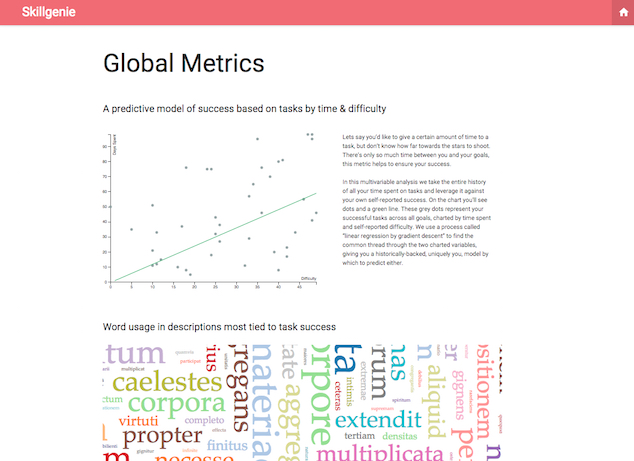 Skillgenie
Global Metrics
A predictive model of success based on tasks by time & difficulty
Days Spent
90
80
70
60
50
40
30
20
10
0
0
5
10
15
20
25
30
35
40
45
Difficulty
Lets say you'd like to give a certain amount of time to a
task, but don't know how far towards the stars to shoot.
There's only so much time between you and your goals,
this metric helps to ensure your success.
In this multivariable analysis we take the entire history
of all your time spent on tasks and leverage it against
your own self-reported success. On the chart you'll see
dots and a green line. These grey dots represent your
successful tasks across all goals, charted by time spent
and self-reported difficulty. We use a process called
"linear regression by gradient descent" to find the
common thread through the two charted variables,
giving you a historically-backed, uniquely you, model by
which to predict either.
Word usage in descriptions most tied to task success
tum
caelestes
corpora
virtuti
completo
propter
finitus
necesse
materia
ceteras
intimis
extremae
extendit
tertiam
densitas
multiplicata
aliquid
gignens